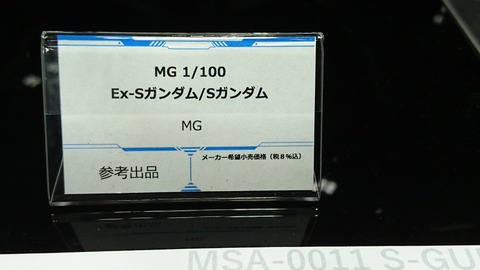 MG 1/100
Ex-Sガンダム/Sガンダム
MG
メーカー希望小売価格（税8%込）
参考出品
MSA-0011 S-GU